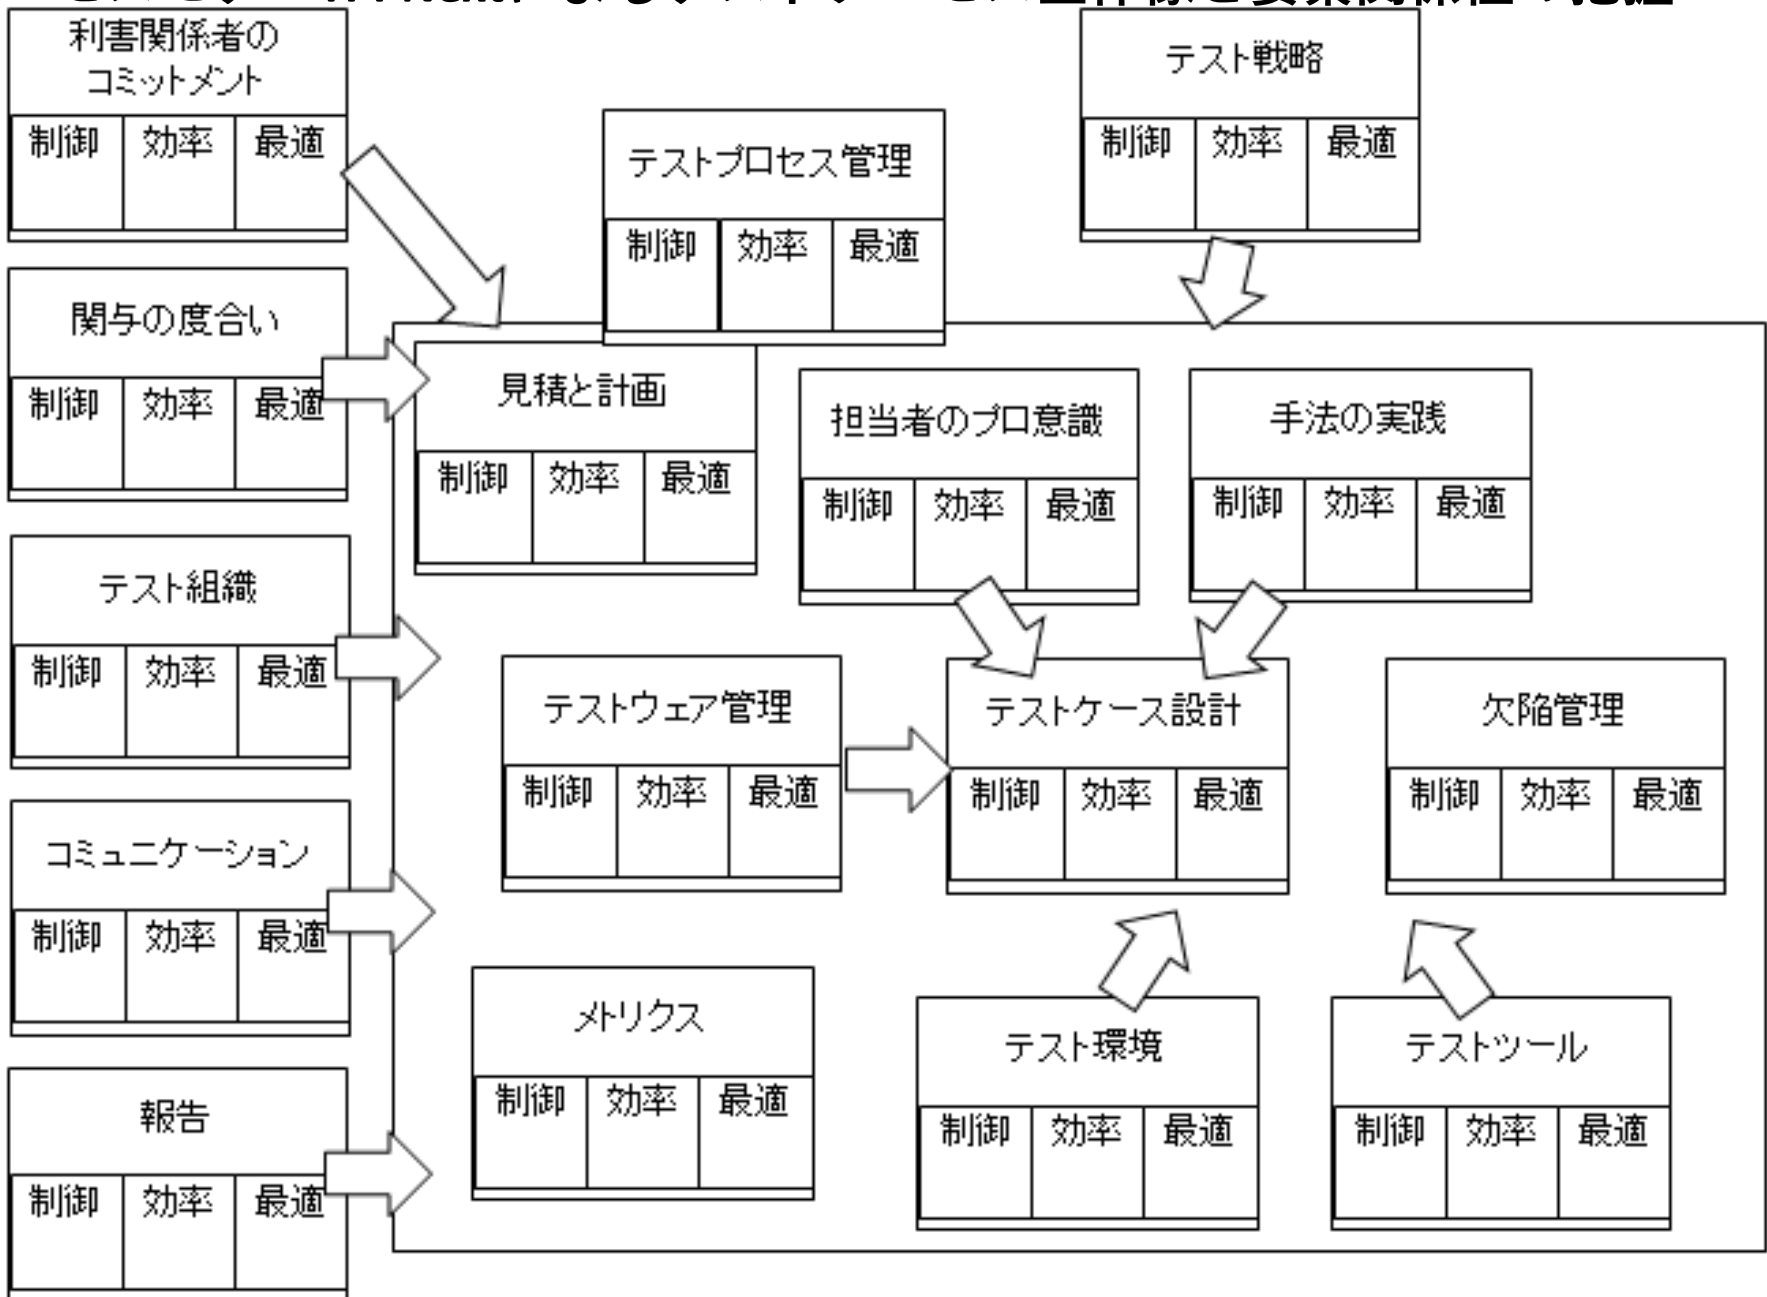 利害関係者の
コミットメント
制御 効率 最適
テスト戦略
制御 効率 最適
テストプロセス管理
制御 効率 最適
関与の度合い
制御 効率 最適
見積と計画
制御 効率 最適
担当者のプロ意識
制御 効率 最適
手法の実践
制御 効率 最適
テスト組織
制御 効率 最適
テストウェア管理
制御 効率 最適
テストケース設計
制御 効率 最適
欠陥管理
制御 効率 最適
コミュニケーション
制御 効率 最適
メトリクス
制御 効率 最適
テスト環境
制御 効率 最適
テストツール
制御 効率 最適
報告
制御 効率 最適